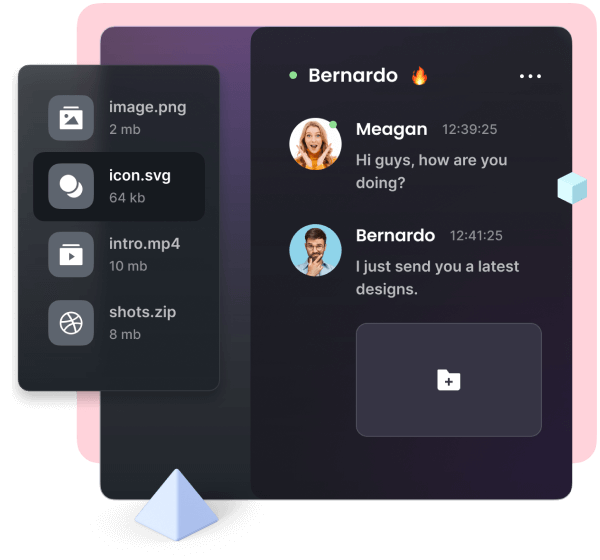 image.png
2 mb
icon.svg
64 kb
intro.mp4
10 mb
shots.zip
8 mb
Bernardo 🔥
Meagan 12:39:25
Hi guys, how are you
doing?
Bernardo 12:41:25
I just send you a latest
designs.